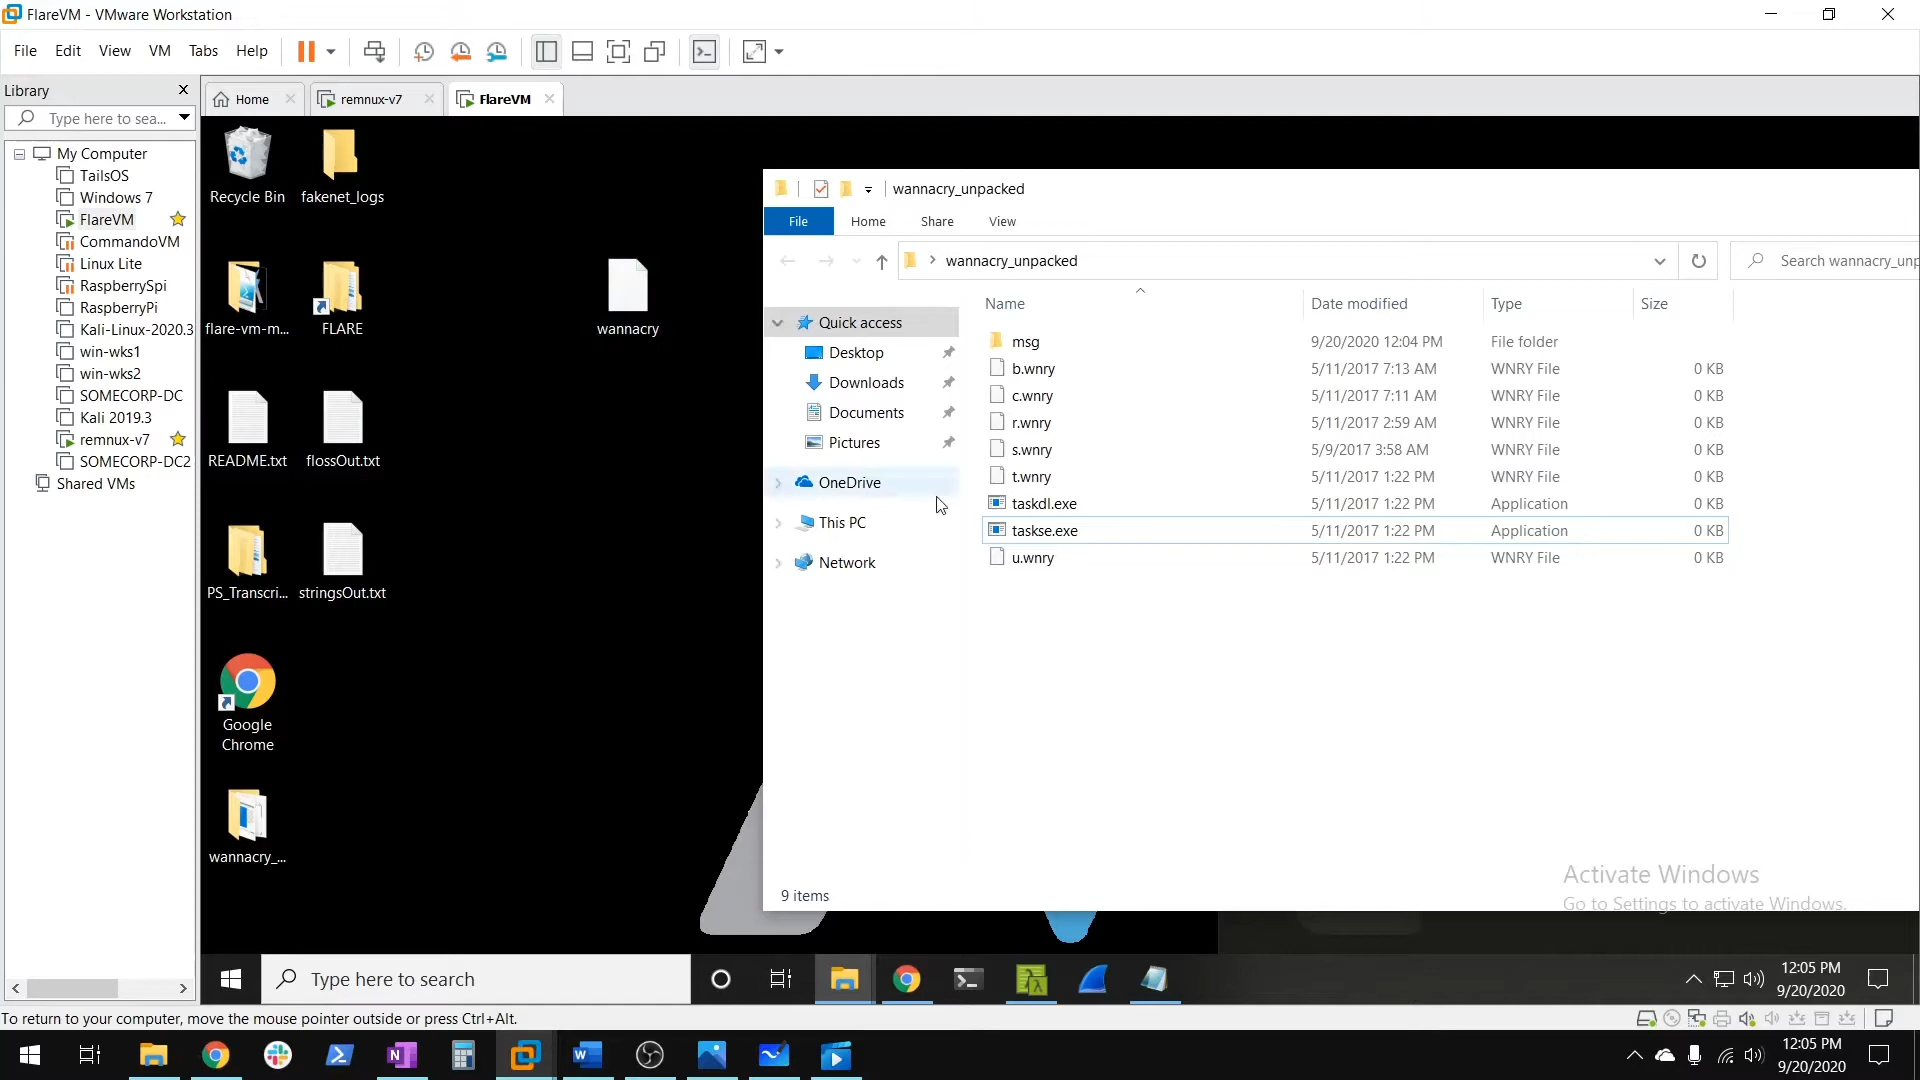 FlareVM - VMware Workstation
File Edit View VM Tabs Help
Library
Type here to sea...
My Computer
TailsOS
Windows 7
FlareVM
CommandoVM
Linux Lite
RaspberrySpi
RaspberryPi
Kali-Linux-2020.3
win-wks1
win-wks2
SOMECORP-DC
Kali 2019.3
remnux-v7
SOMECORP-DC2
Shared VMs
Home remnux-v7 FlareVM
Recycle Bin fakenet_logs
flare-vm-m... FLARE wannacry
README.txt flossOut.txt
PS_Transcri... stringsOut.txt
Google
Chrome
wannacry_...
wannacry_unpacked
File Home Share View
wannacry_unpacked
Search wannacry_unp
Quick access
Desktop
Downloads
Documents
Pictures
OneDrive
This PC
Network
Name Date modified Type Size
msg 9/20/2020 12:04 PM File folder
b.wnry 5/11/2017 7:13 AM WNRY File 0 KB
c.wnry 5/11/2017 7:11 AM WNRY File 0 KB
r.wnry 5/11/2017 2:59 AM WNRY File 0 KB
s.wnry 5/9/2017 3:58 AM WNRY File 0 KB
t.wnry 5/11/2017 1:22 PM WNRY File 0 KB
taskdl.exe 5/11/2017 1:22 PM Application 0 KB
taskse.exe 5/11/2017 1:22 PM Application 0 KB
u.wnry 5/11/2017 1:22 PM WNRY File 0 KB
9 items
Activate Windows
Go to Settings to activate Windows.
Type here to search
12:05 PM
9/20/2020
To return to your computer, move the mouse pointer outside or press Ctrl+Alt.
12:05 PM
9/20/2020